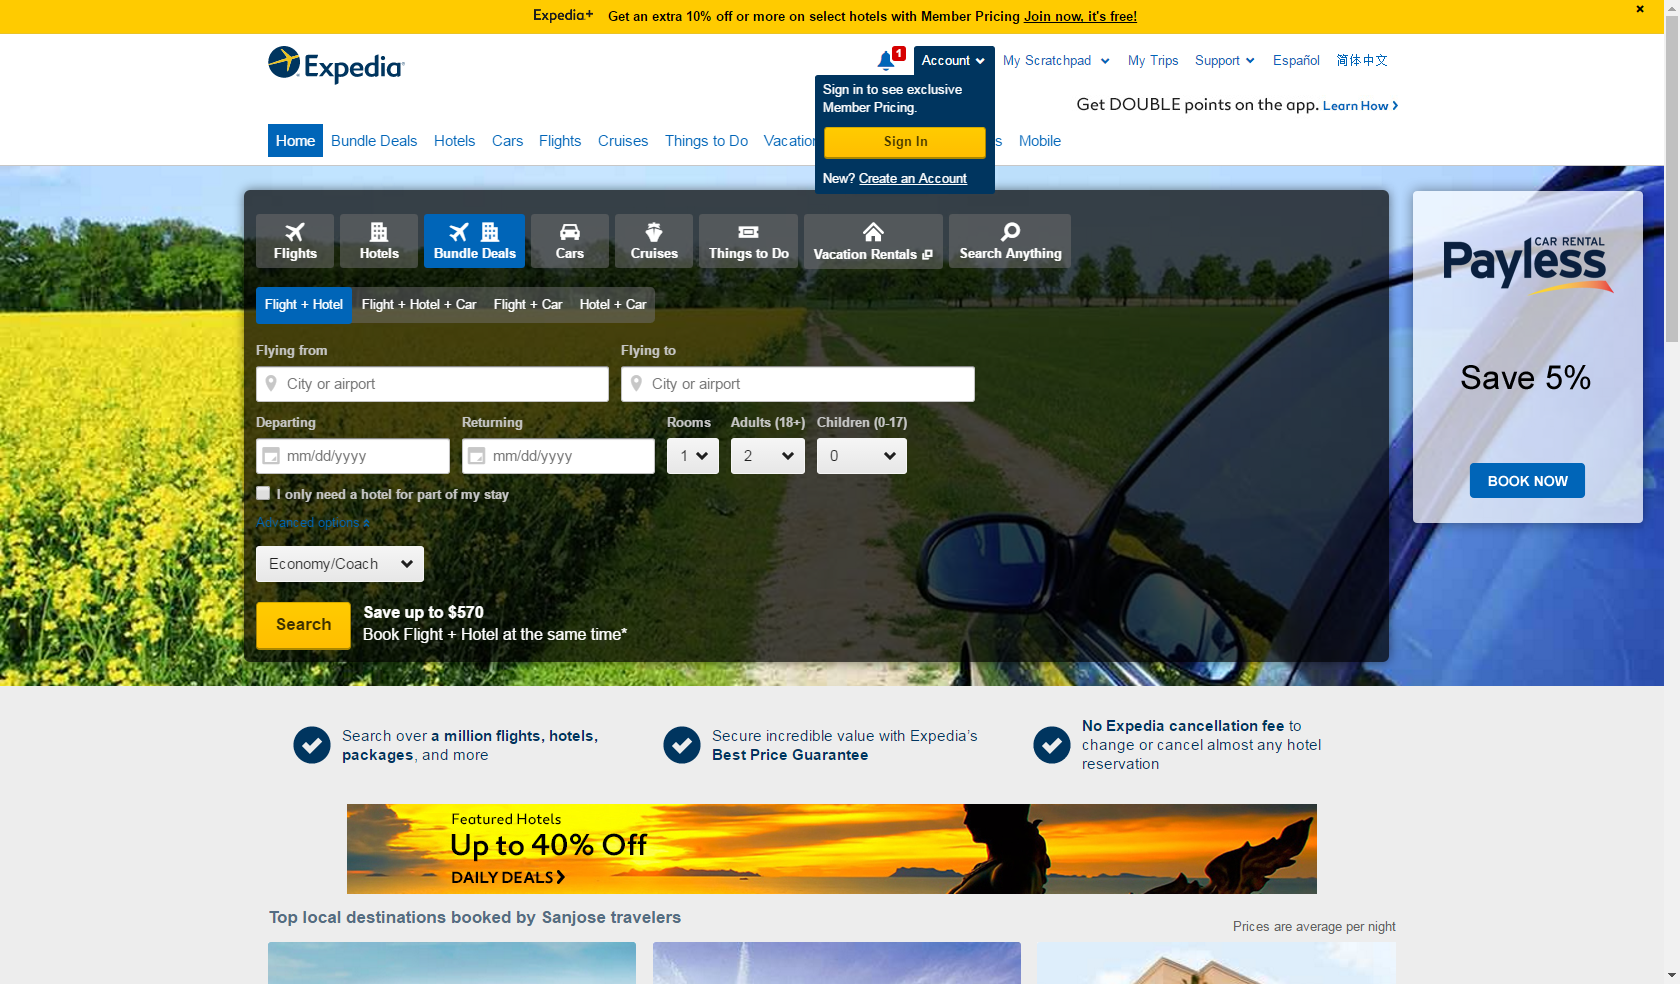 Expedia+ Get an extra 10% off or more on select hotels with Member Pricing Join now, it's free!
Expedia
1
Account
My Scratchpad
My Trips
Support
Español
简体中文
Sign in to see exclusive
Member Pricing.
Sign In
New? Create an Account
Get DOUBLE points on the app. Learn How
Home
Bundle Deals
Hotels
Cars
Flights
Cruises
Things to Do
Mobile
Flights
Hotels
Bundle Deals
Cars
Cruises
Things to Do
Vacation Rentals
Search Anything
Flight + Hotel
Flight + Hotel + Car
Flight + Car
Hotel + Car
Flying from
Flying to
City or airport
City or airport
Departing
Returning
Rooms
Adults (18+)
Children (0-17)
mm/dd/yyyy
mm/dd/yyyy
1
2
0
I only need a hotel for part of my stay
Advanced options
Economy/Coach
Search
Save up to $570
Book Flight + Hotel at the same time*
CAR RENTAL
Payless
Save 5%
BOOK NOW
Search over a million flights, hotels,
packages, and more
Secure incredible value with Expedia's
Best Price Guarantee
No Expedia cancellation fee to
change or cancel almost any hotel
reservation
Featured Hotels
Up to 40% Off
DAILY DEALS
Top local destinations booked by Sanjose travelers
Prices are average per night